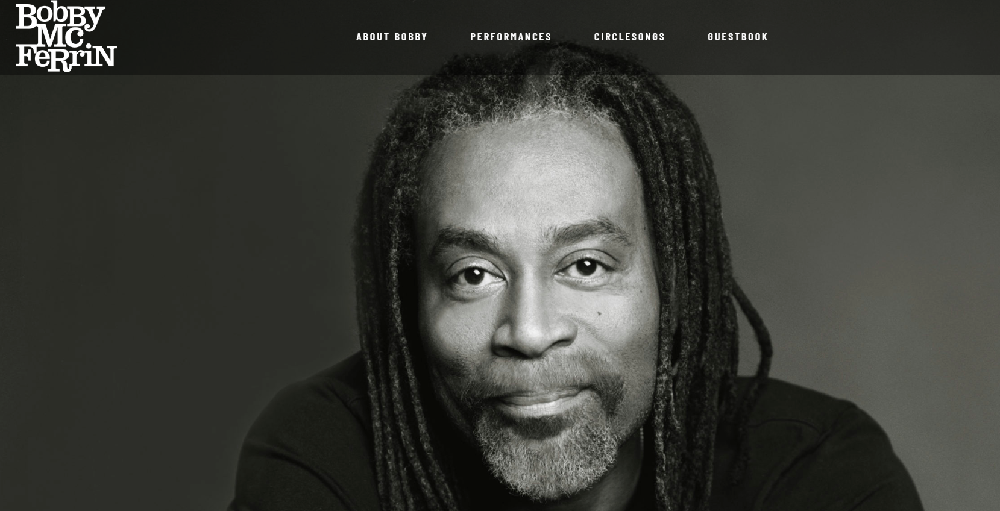 BobBy
Mc
FeRriN
ABOUT BOBBY
PERFORMANCES
CIRCLESONGS
GUESTBOOK